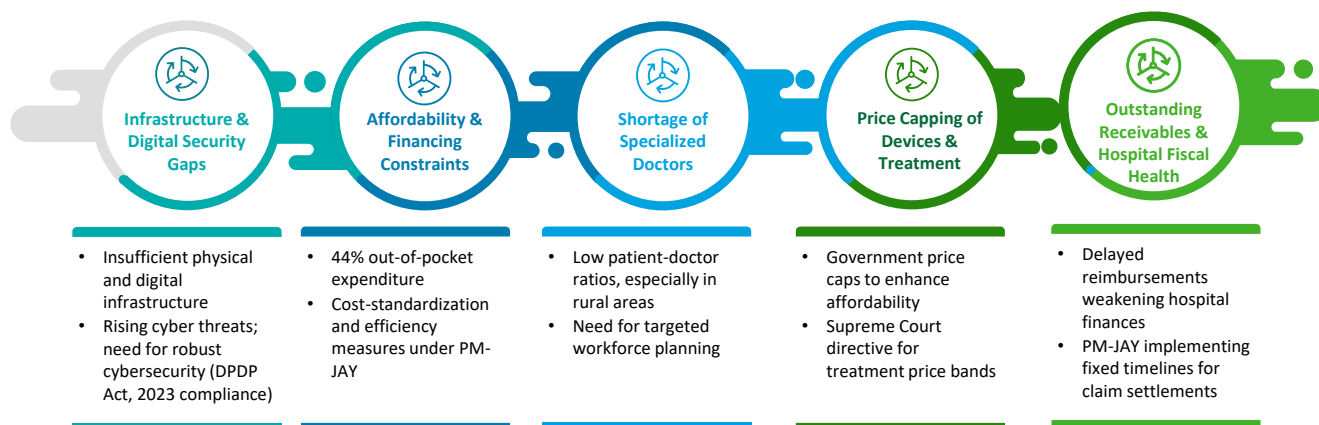 Infrastructure &
Digital Security
Gaps
Affordability &
Financing
Constraints
Shortage of
Specialized
Doctors
Price Capping of
Devices &
Treatment
Outstanding
Receivables &
Hospital Fiscal
Health
• Insufficient physical
and digital
infrastructure
• Rising cyber threats;
need for robust
cybersecurity (DPDP
Act, 2023 compliance)
• 44% out-of-pocket
expenditure
• Cost-standardization
and efficiency
measures under PM-
JAY
• Low patient-doctor
ratios, especially in
rural areas
• Need for targeted
workforce planning
• Government price
caps to enhance
affordability
• Supreme Court
directive for
treatment price bands
• Delayed
reimbursements
weakening hospital
finances
• PM-JAY implementing
fixed timelines for
claim settlements